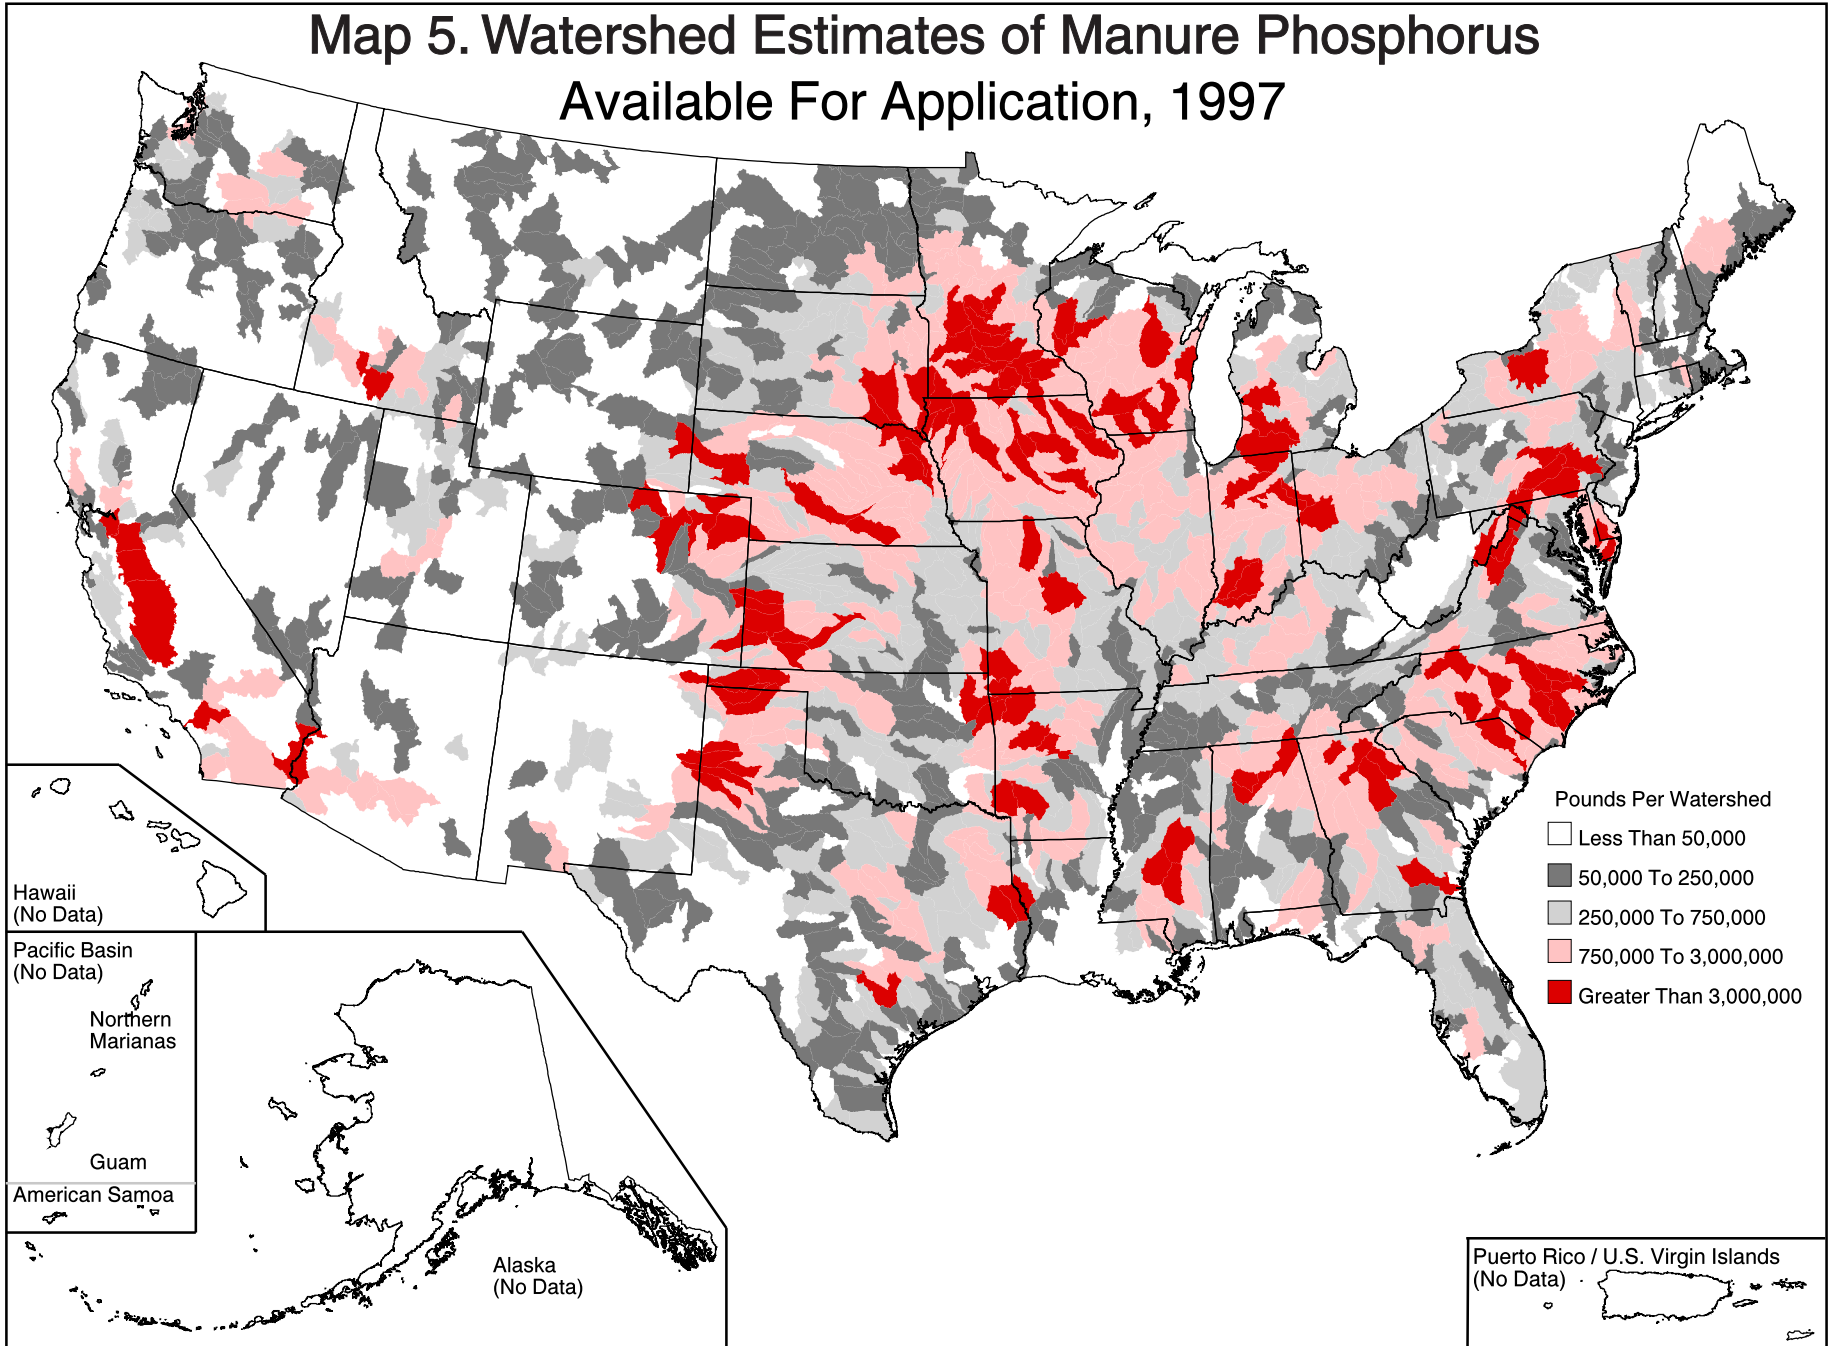 Map 5. Watershed Estimates of Manure Phosphorus
Available For Application, 1997
Pounds Per Watershed
Less Than 50,000
50,000 To 250,000
250,000 To 750,000
750,000 To 3,000,000
Greater Than 3,000,000
Hawaii
(No Data)
Pacific Basin
(No Data)
Northern
Marianas
Guam
American Samoa
Alaska
(No Data)
Puerto Rico / U.S. Virgin Islands
(No Data)